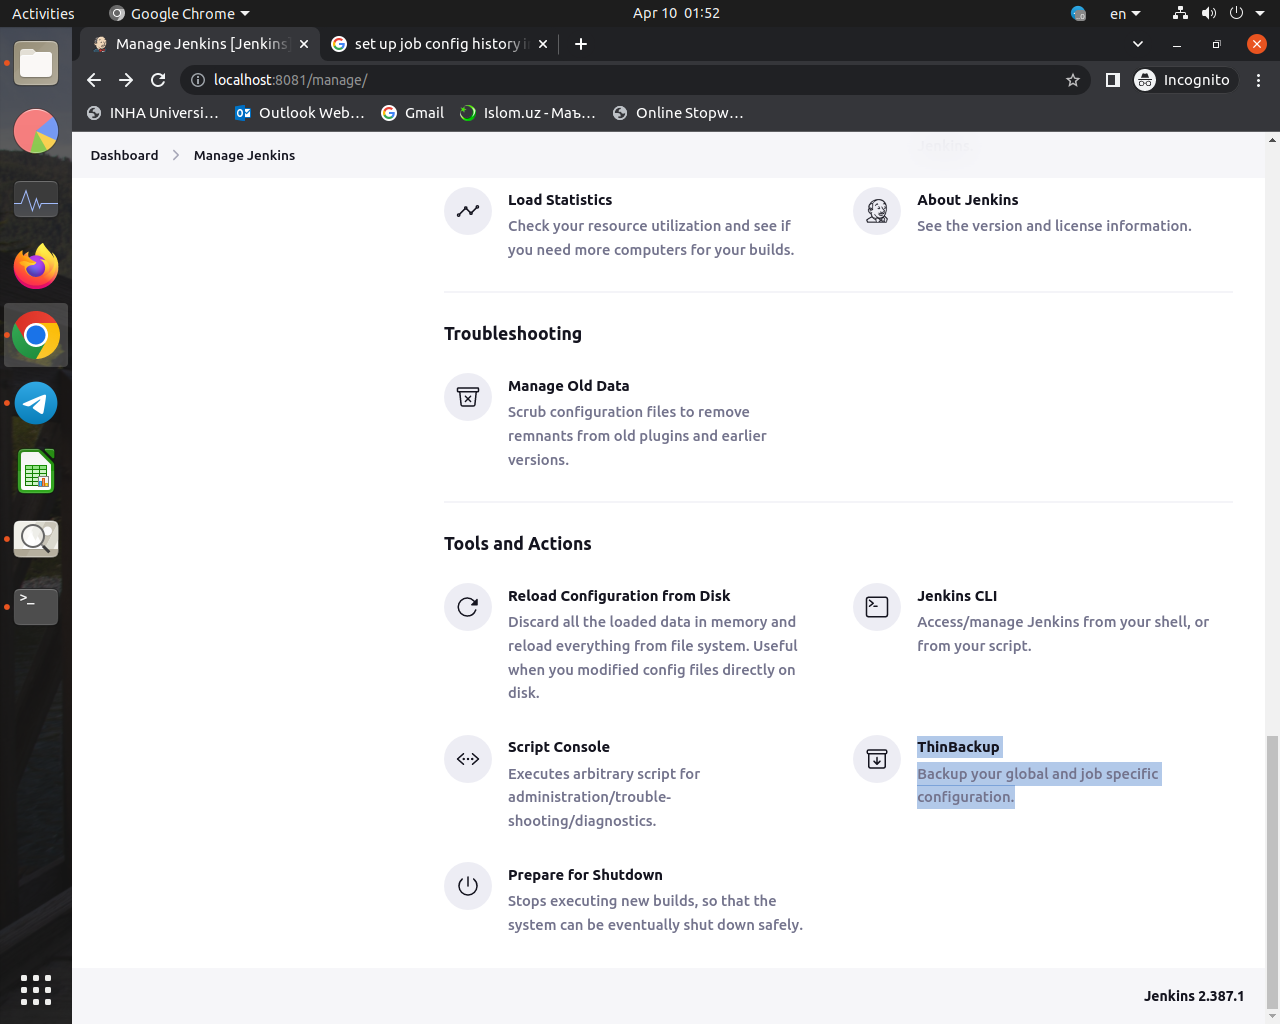 Activities
Google Chrome
Apr 10 01:52
en
Manage Jenkins [Jenkins]
set up job config history i
localhost:8081/manage/
Incognito
INHA Universi…
Outlook Web…
Gmail
Islom.uz - Маъ…
Online Stopw…
Dashboard
Manage Jenkins
Jenkins
Load Statistics
Check your resource utilization and see if
you need more computers for your builds.
About Jenkins
See the version and license information.
Troubleshooting
Manage Old Data
Scrub configuration files to remove
remnants from old plugins and earlier
versions.
Tools and Actions
Reload Configuration from Disk
Discard all the loaded data in memory and
reload everything from file system. Useful
when you modified config files directly on
disk.
Jenkins CLI
Access/manage Jenkins from your shell, or
from your script.
Script Console
Executes arbitrary script for
administration/trouble-
shooting/diagnostics.
ThinBackup
Backup your global and job specific
configuration.
Prepare for Shutdown
Stops executing new builds, so that the
system can be eventually shut down safely.
Jenkins 2.387.1